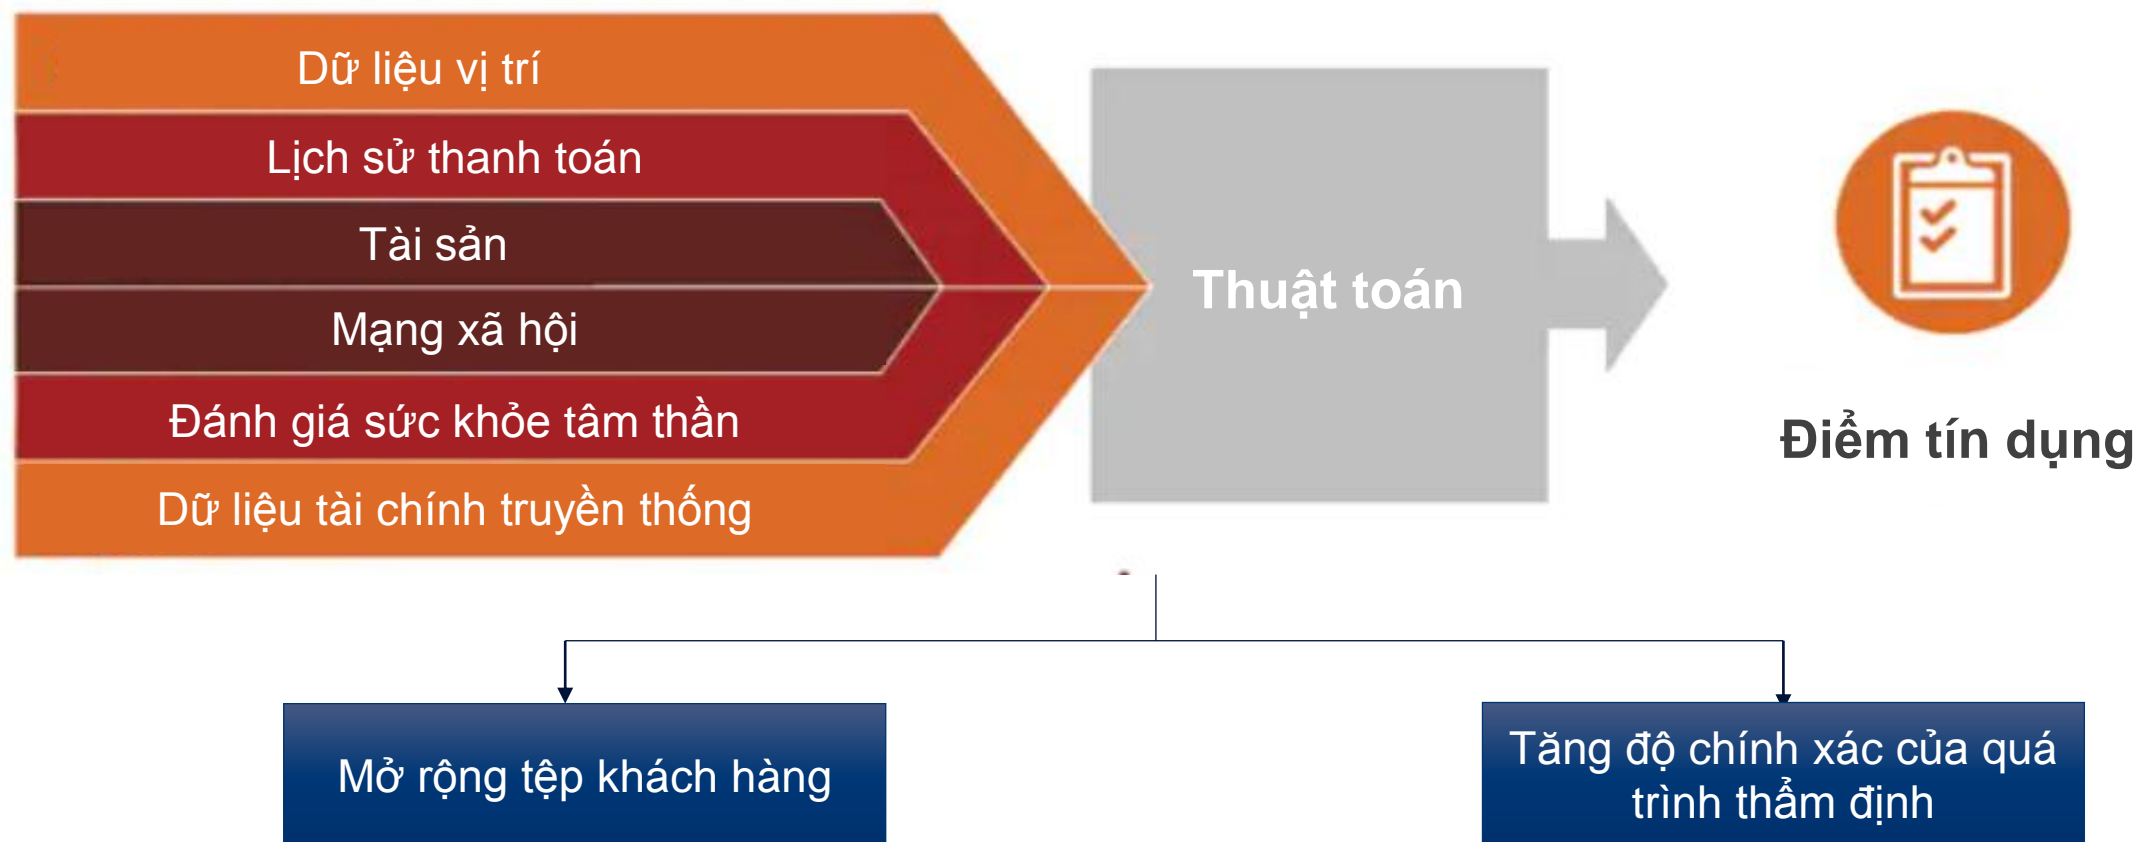 Dữ liệu vị trí
Lịch sử thanh toán
Tài sản
Mạng xã hội
Đánh giá sức khỏe tâm thần
Dữ liệu tài chính truyền thống
Thuật toán
Điểm tín dụng
Mở rộng tệp khách hàng
Tăng độ chính xác của quá
trình thẩm định